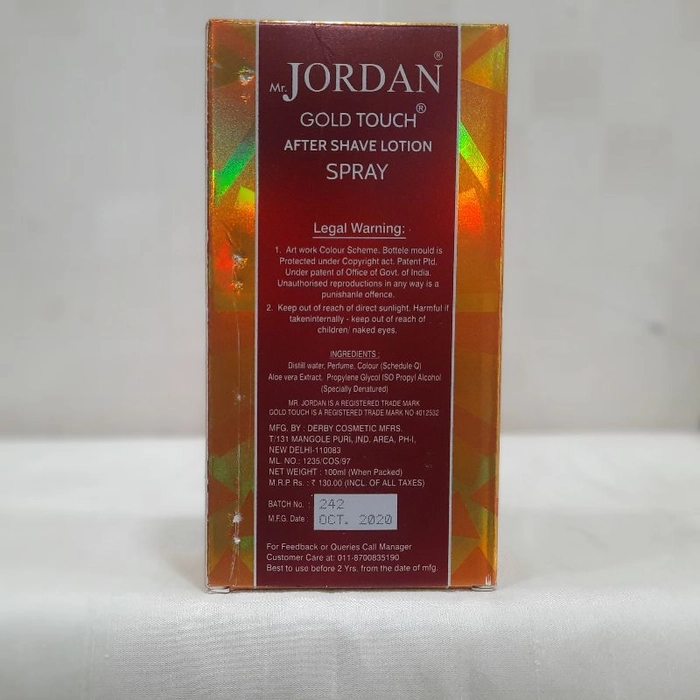 Mr. JORDAN®
GOLD TOUCH®
AFTER SHAVE LOTION
SPRAY
Legal Warning:
1. Art work Colour Scheme. Bottele mould is
Protected under Copyright act. Patent Ptd.
Under patent of Office of Govt. of India.
Unauthorised reproductions in any way is a
punishanle offence.
2. Keep out of reach of direct sunlight. Harmful if
takeninternally - keep out of reach of
children/ naked eyes.
INGREDIENTS :
Distill water, Perfume, Colour (Schedule Q)
Aloe vera Extract, Propylene Glycol ISO Propyl Alcohol
(Specially Denatured)
MR. JORDAN IS A REGISTERED TRADE MARK
GOLD TOUCH IS A REGISTERED TRADE MARK NO 4012532
MFG. BY : DERBY COSMETIC MFRS.
T/131 MANGOLE PURI, IND. AREA, PH-I,
NEW DELHI-110083
ML. NO.: 1235/COS/97
NET WEIGHT : 100ml (When Packed)
M.R.P. Rs. : ₹ 130.00 (INCL. OF ALL TAXES)
BATCH No. : 242
M.F.G. Date : OCT. 2020
For Feedback or Queries Call Manager
Customer Care at: 011-8700835190
Best to use before 2 Yrs. from the date of mfg.